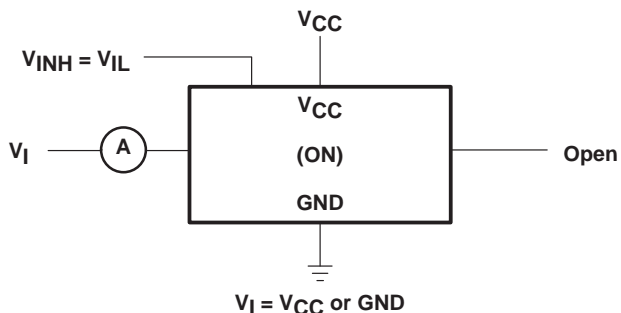 VCC
VINH = VIL
VCC
VI
A
(ON)
Open
GND
VI = VCC or GND